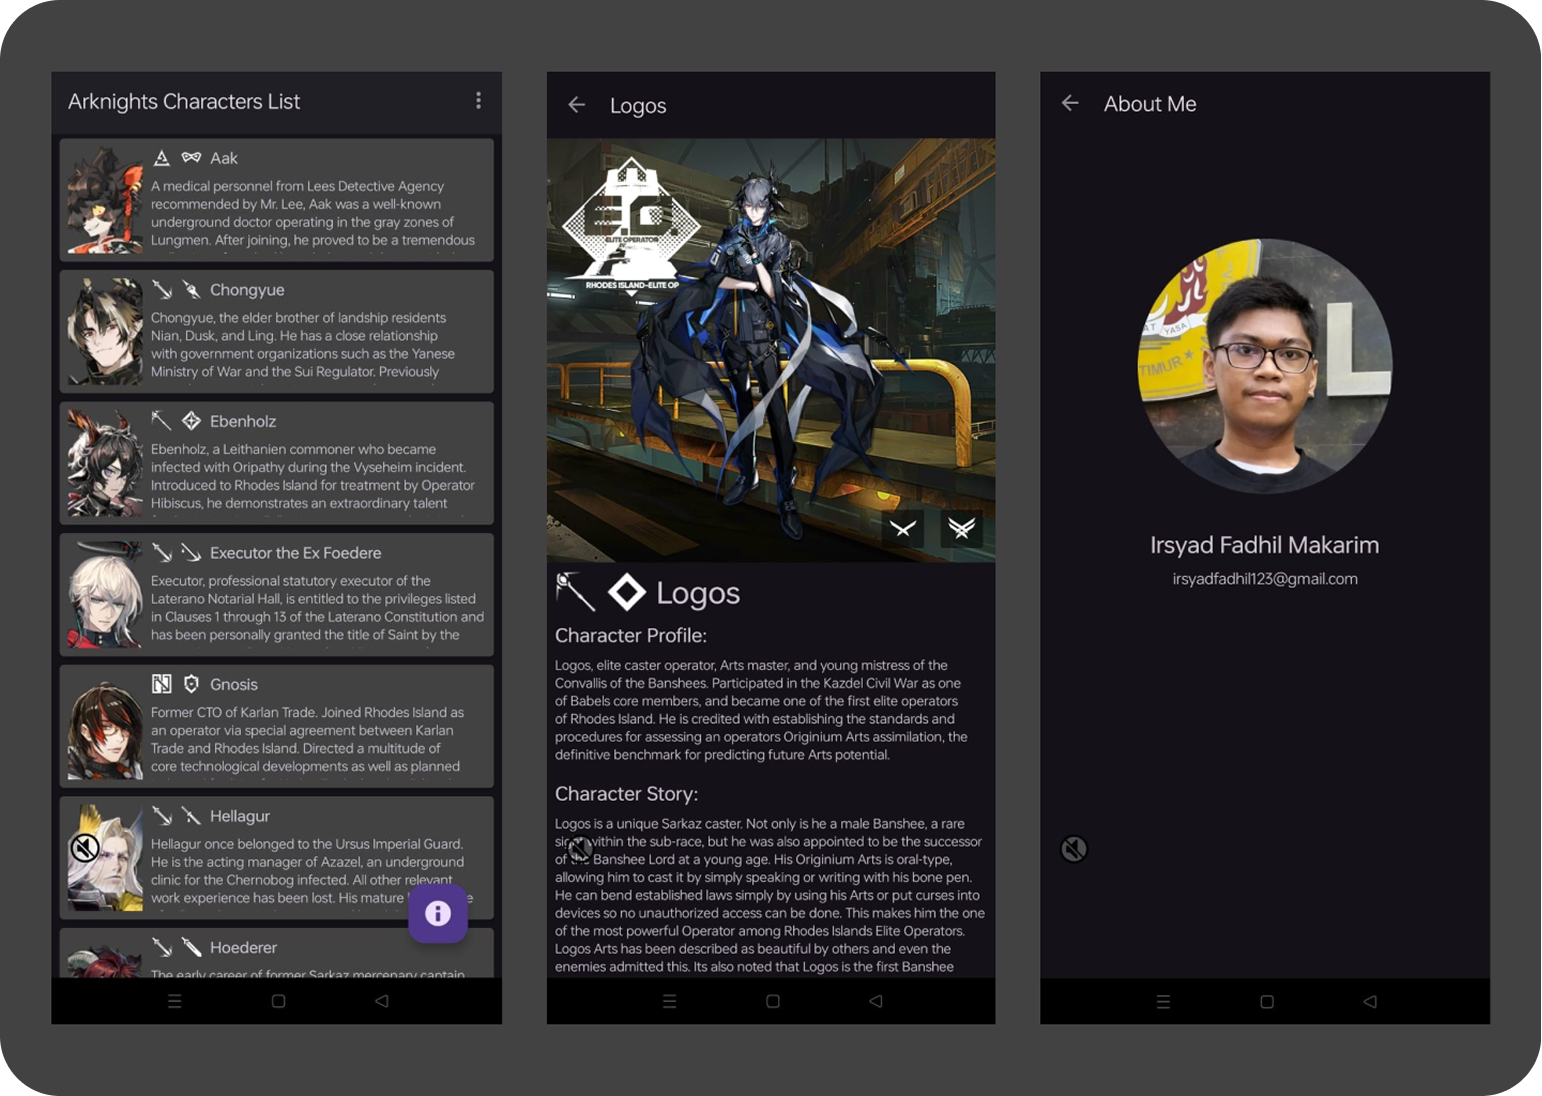 Arknights Characters List
Aak
A medical personnel from Lees Detective Agency
recommended by Mr. Lee, Aak was a well-known
underground doctor operating in the gray zones of
Lungmen. After joining, he proved to be a tremendous
Chongyue
Chongyue, the elder brother of landship residents
Nian, Dusk, and Ling. He has a close relationship
with government organizations such as the Yanese
Ministry of War and the Sui Regulator. Previously
Ebenholz
Ebenholz, a Leithanien commoner who became
infected with Oripathy during the Vyseheim incident.
Introduced to Rhodes Island for treatment by Operator
Hibiscus, he demonstrates an extraordinary talent
Executor the Ex Foedere
Executor, professional statutory executor of the
Laterano Notarial Hall, is entitled to the privileges listed
in Clauses 1 through 13 of the Laterano Constitution and
has been personally granted the title of Saint by the
Gnosis
Former CTO of Karlan Trade. Joined Rhodes Island as
an operator via special agreement between Karlan
Trade and Rhodes Island. Directed a multitude of
core technological developments as well as planned
Hellagur
Hellagur once belonged to the Ursus Imperial Guard.
He is the acting manager of Azazel, an underground
clinic for the Chernobog infected. All other relevant
work experience has been lost. His mature
Hoederer
The early career of former Sarkaz mercenary captain
Logos
E.O.
ELITE OPERATOR
RHODES ISLAND-ELITE OP
Logos
Character Profile:
Logos, elite caster operator, Arts master, and young mistress of the
Convallis of the Banshees. Participated in the Kazdel Civil War as one
of Babels core members, and became one of the first elite operators
of Rhodes Island. He is credited with establishing the standards and
procedures for assessing an operators Originium Arts assimilation, the
definitive benchmark for predicting future Arts potential.
Character Story:
Logos is a unique Sarkaz caster. Not only is he a male Banshee, a rare
within the sub-race, but he was also appointed to be the successor
of the Banshee Lord at a young age. His Originium Arts is oral-type,
allowing him to cast it by simply speaking or writing with his bone pen.
He can bend established laws simply by using his Arts or put curses into
devices so no unauthorized access can be done. This makes him the one
of the most powerful Operator among Rhodes Islands Elite Operators.
Logos Arts has been described as beautiful by others and even the
enemies admitted this. Its also noted that Logos is the first Banshee
About Me
AT YASA
TIMUR
L
Irsyad Fadhil Makarim
irsyadfadhil123@gmail.com